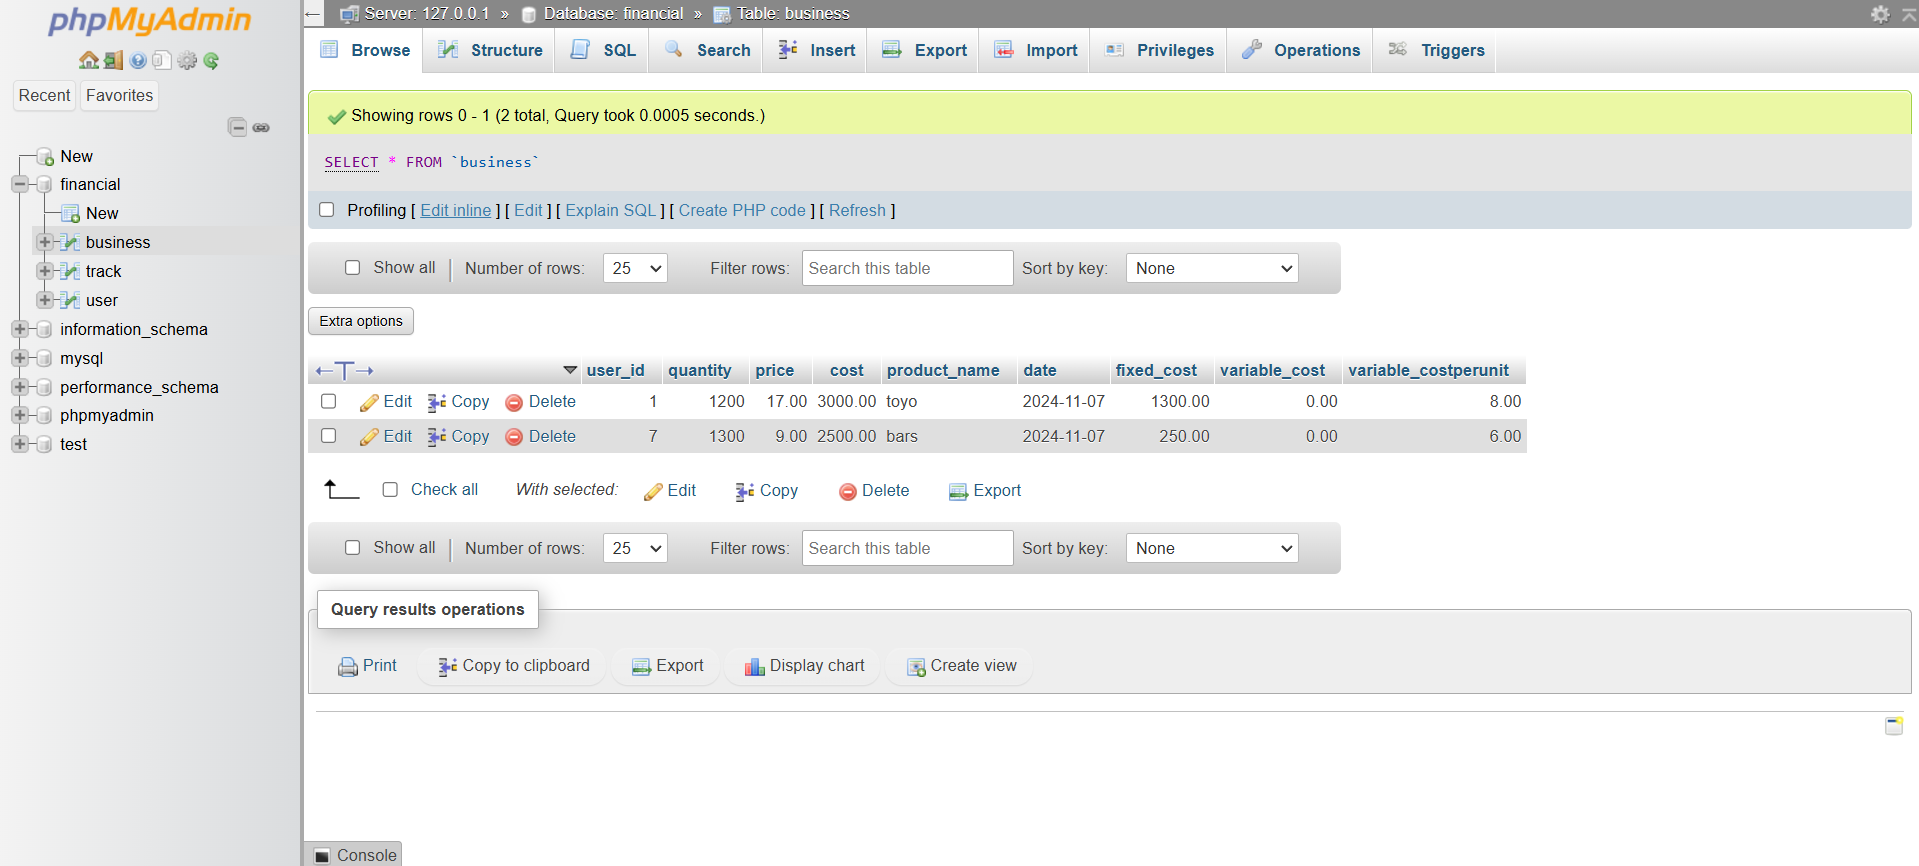 phpMyAdmin
Recent Favorites
New
financial
New
business
track
user
information_schema
mysql
performance_schema
phpmyadmin
test
← Server: 127.0.0.1 » Database: financial » Table: business
Browse Structure SQL Search Insert Export Import Privileges Operations Triggers
Showing rows 0 - 1 (2 total, Query took 0.0005 seconds.)
SELECT * FROM `business`
Profiling [ Edit inline ] [ Edit ] [ Explain SQL ] [ Create PHP code ] [ Refresh ]
Show all Number of rows: 25 Filter rows: Search this table Sort by key: None
Extra options
←T→ user_id quantity price cost product_name date fixed_cost variable_cost variable_costperunit
Edit Copy Delete 1 1200 17.00 3000.00 toyo 2024-11-07 1300.00 0.00 8.00
Edit Copy Delete 7 1300 9.00 2500.00 bars 2024-11-07 250.00 0.00 6.00
Check all With selected: Edit Copy Delete Export
Show all Number of rows: 25 Filter rows: Search this table Sort by key: None
Query results operations
Print Copy to clipboard Export Display chart Create view
Console